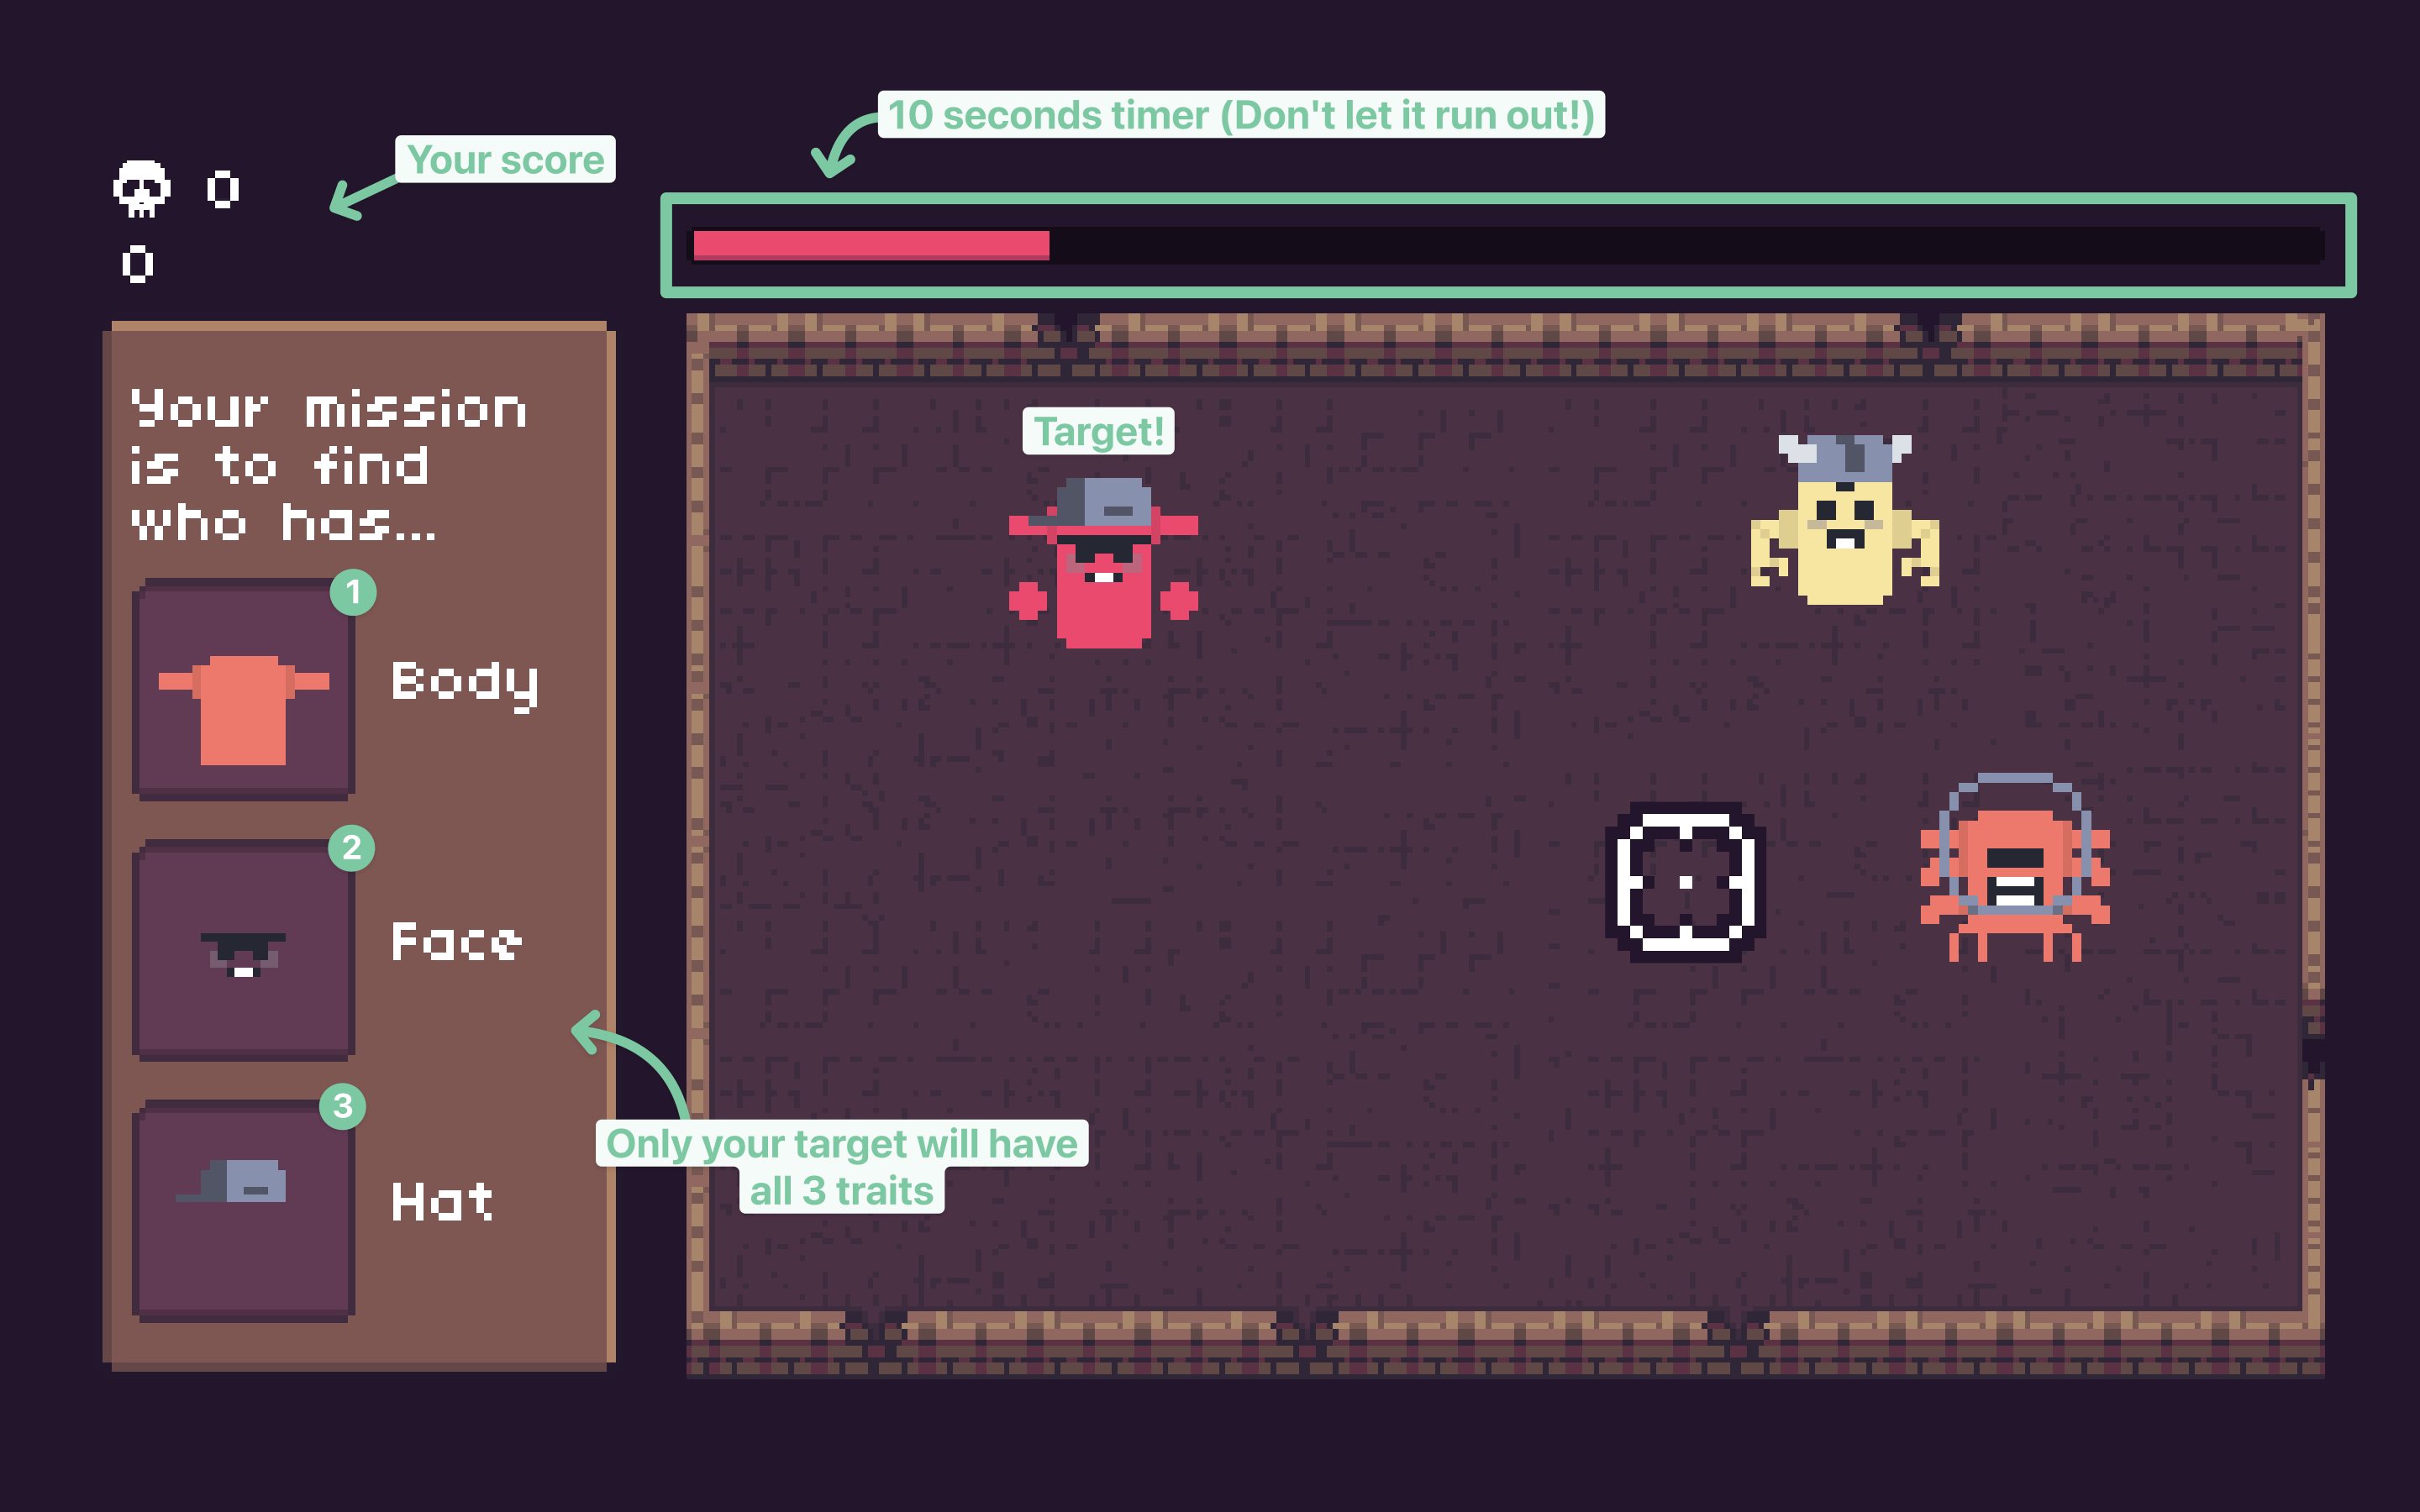 10 seconds timer (Don't let it run out!)
Your score
0
0
Your mission
is to find
who has...
Target!
1
Body
2
Face
3
Hat
Only your target will have
all 3 traits